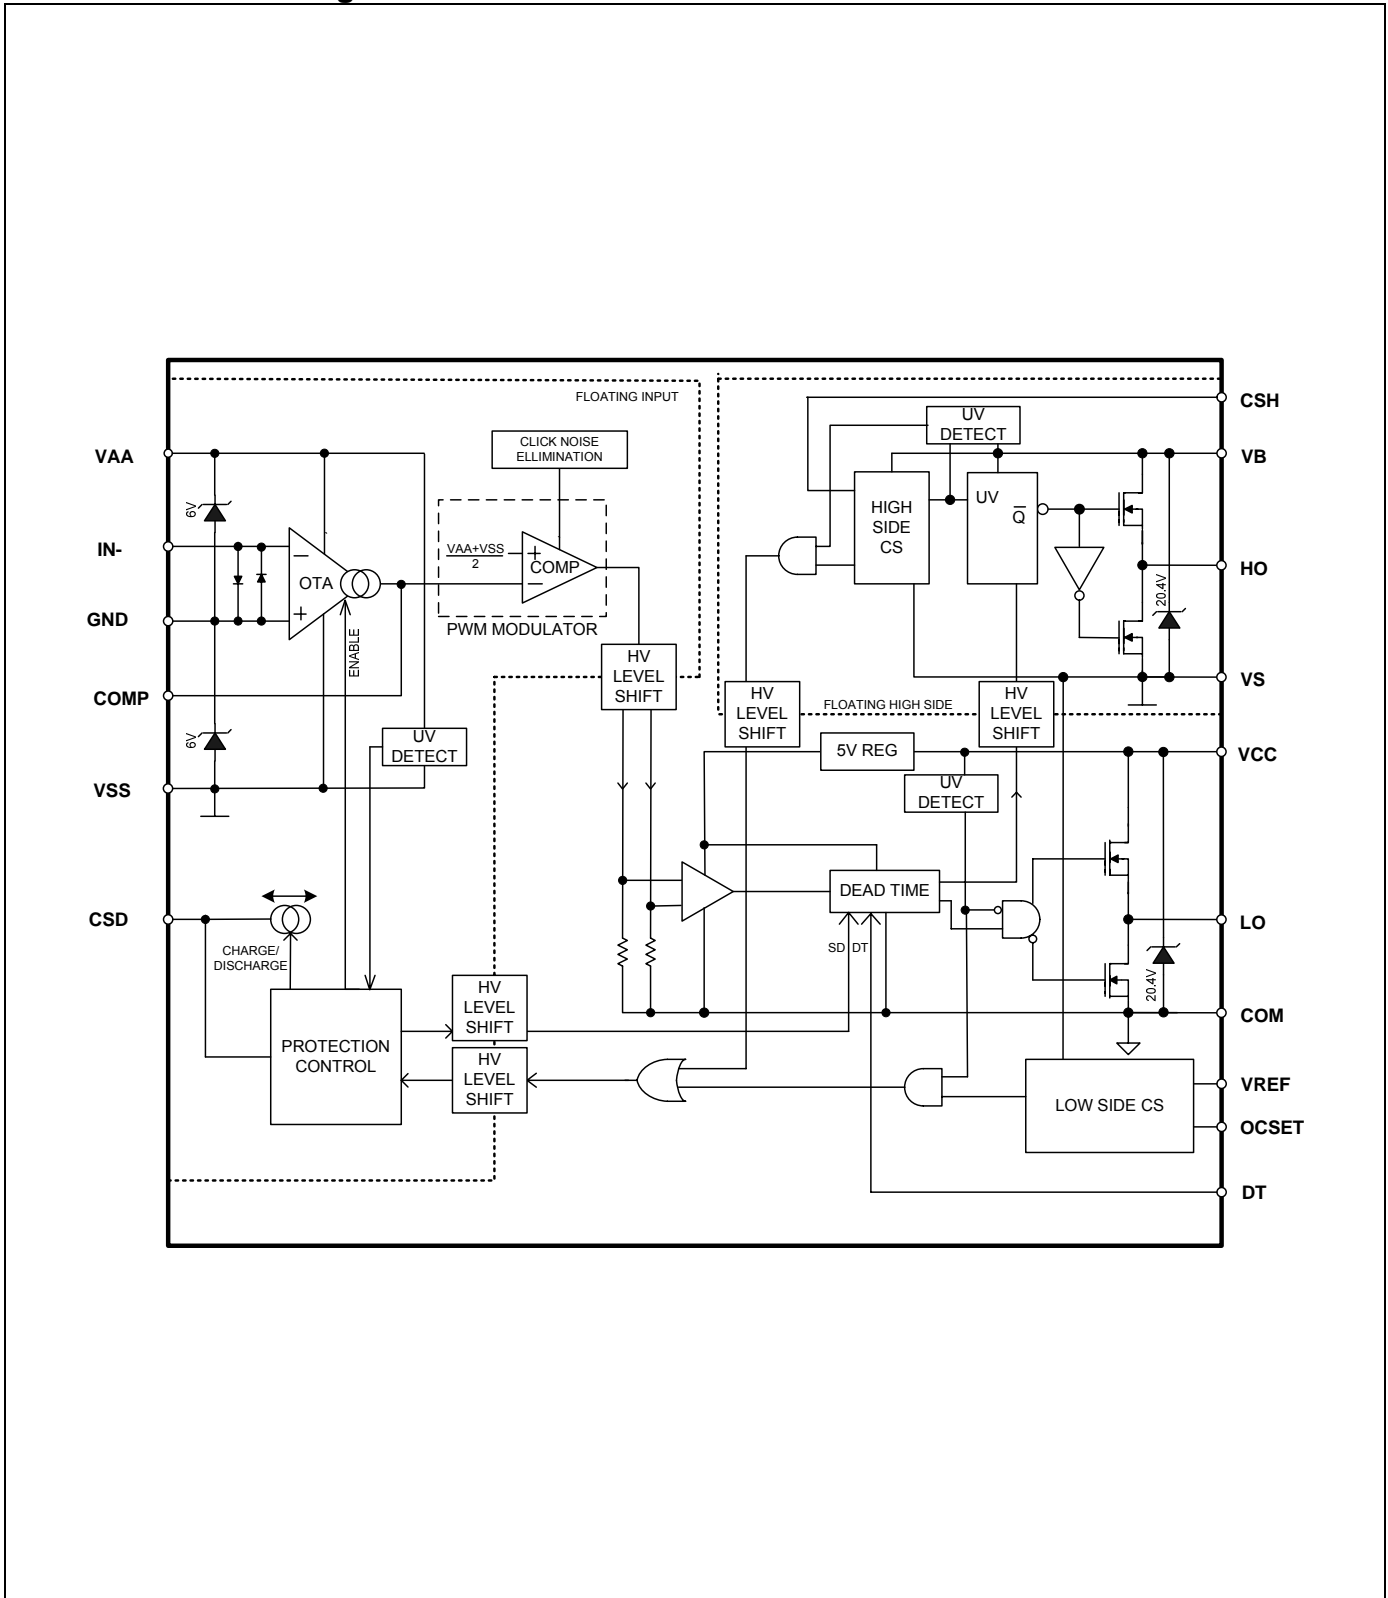 FLOATING INPUT
CSH
UV
DETECT
CLICK NOISE
ELLIMINATION
VAA
VB
6V
HIGH
SIDE
CS
UV
Q
IN-
VAA+VSS
2
+
COMP
−
−
OTA
+
HO
20.4V
GND
PWM MODULATOR
ENABLE
HV
LEVEL
SHIFT
VS
COMP
HV
LEVEL
SHIFT
FLOATING HIGH SIDE
HV
LEVEL
SHIFT
6V
UV
DETECT
5V REG
VCC
VSS
UV
DETECT
DEAD TIME
CSD
LO
CHARGE/
DISCHARGE
SD
DT
20.4V
HV
LEVEL
SHIFT
COM
PROTECTION
CONTROL
HV
LEVEL
SHIFT
LOW SIDE CS
VREF
OCSET
DT